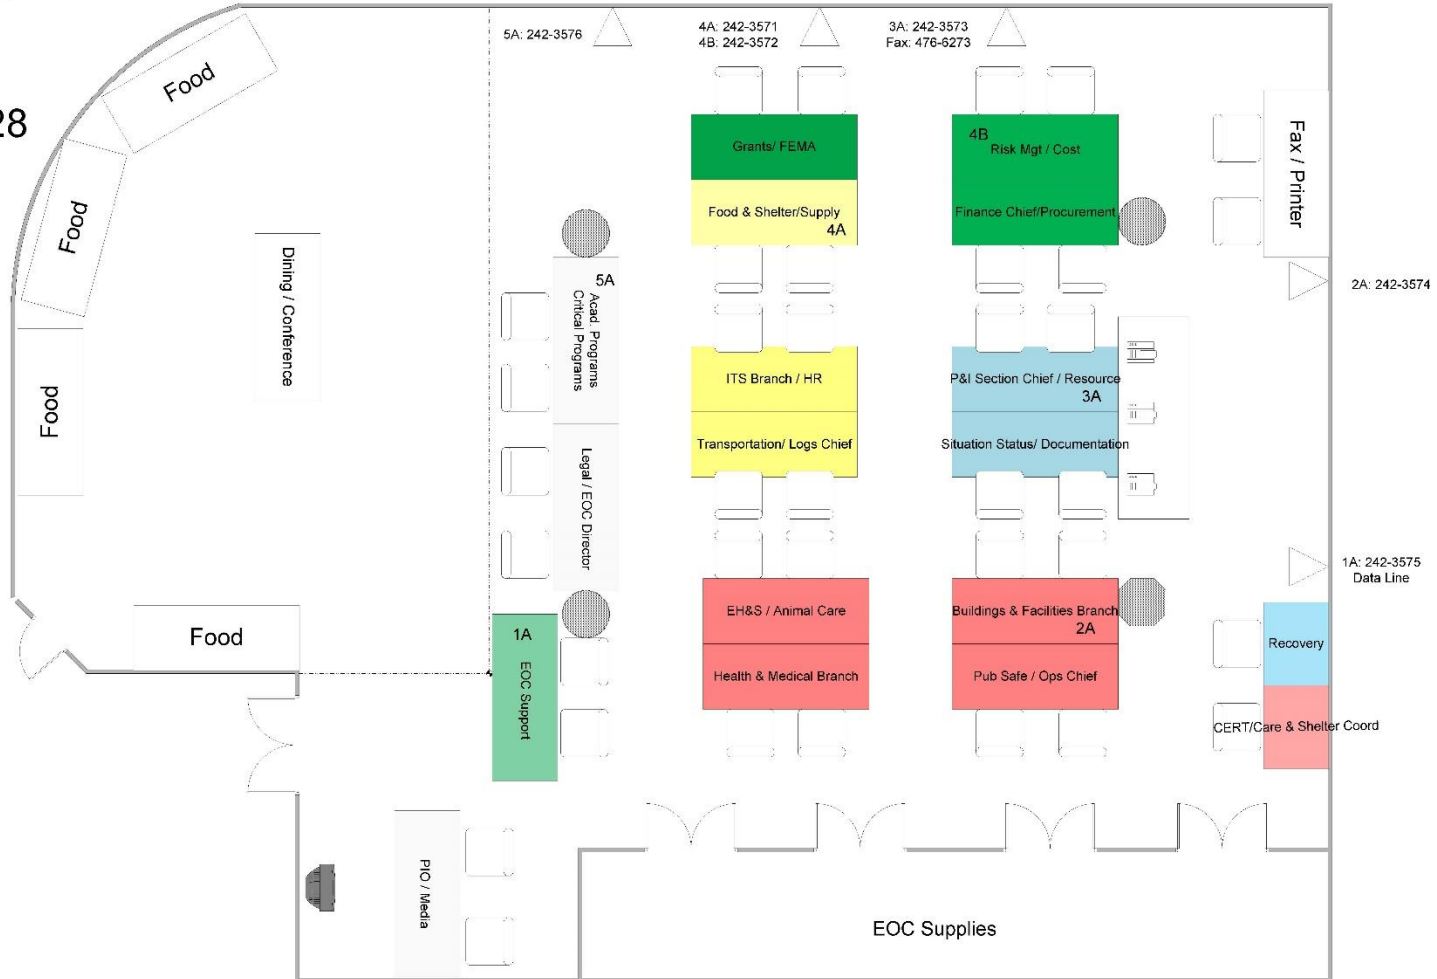 28
5A: 242-3576
4A: 242-3571
4B: 242-3572
3A: 242-3573
Fax: 476-6273
Food
Food
Food
Food
Dining / Conference
Grants/ FEMA
Food & Shelter/Supply
4A
4B
Risk Mgt / Cost
Finance Chief/Procurement
Fax / Printer
2A: 242-3574
5A
Acad. Programs
Critical Programs
Legal / EOC Director
ITS Branch / HR
Transportation/ Logs Chief
P&I Section Chief / Resource
3A
Situation Status/ Documentation
1A: 242-3575
Data Line
1A
EOC Support
EH&S / Animal Care
Health & Medical Branch
Buildings & Facilities Branch
2A
Pub Safe / Ops Chief
Recovery
CERT/Care & Shelter Coord
PIO / Media
EOC Supplies